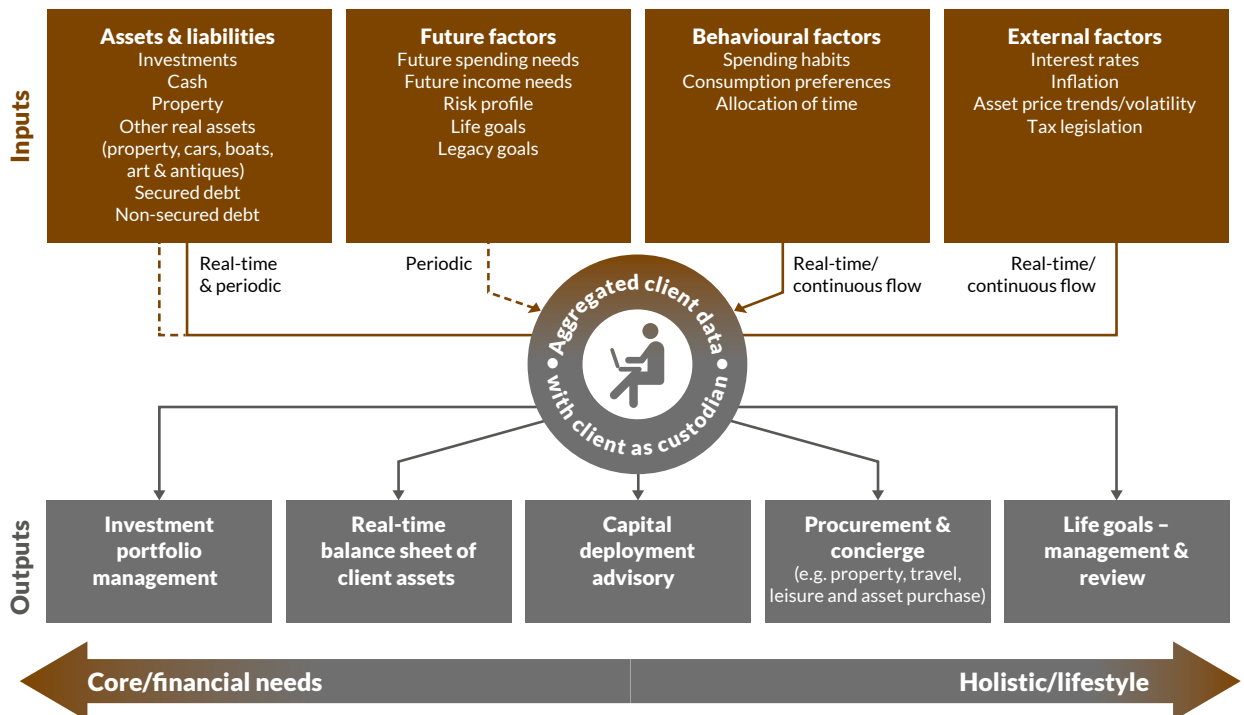 Inputs
Assets & liabilities
Investments
Cash
Property
Other real assets
(property, cars, boats,
art & antiques)
Secured debt
Non-secured debt
Future factors
Future spending needs
Future income needs
Risk profile
Life goals
Legacy goals
Behavioural factors
Spending habits
Consumption preferences
Allocation of time
External factors
Interest rates
Inflation
Asset price trends/volatility
Tax legislation
Real-time
& periodic
Periodic
Real-time/
continuous flow
Real-time/
continuous flow
Aggregated client data
• with client as custodian •
Outputs
Investment
portfolio
management
Real-time
balance sheet of
client assets
Capital
deployment
advisory
Procurement &
concierge
(e.g. property, travel,
leisure and asset purchase)
Life goals –
management &
review
Core/financial needs
Holistic/lifestyle